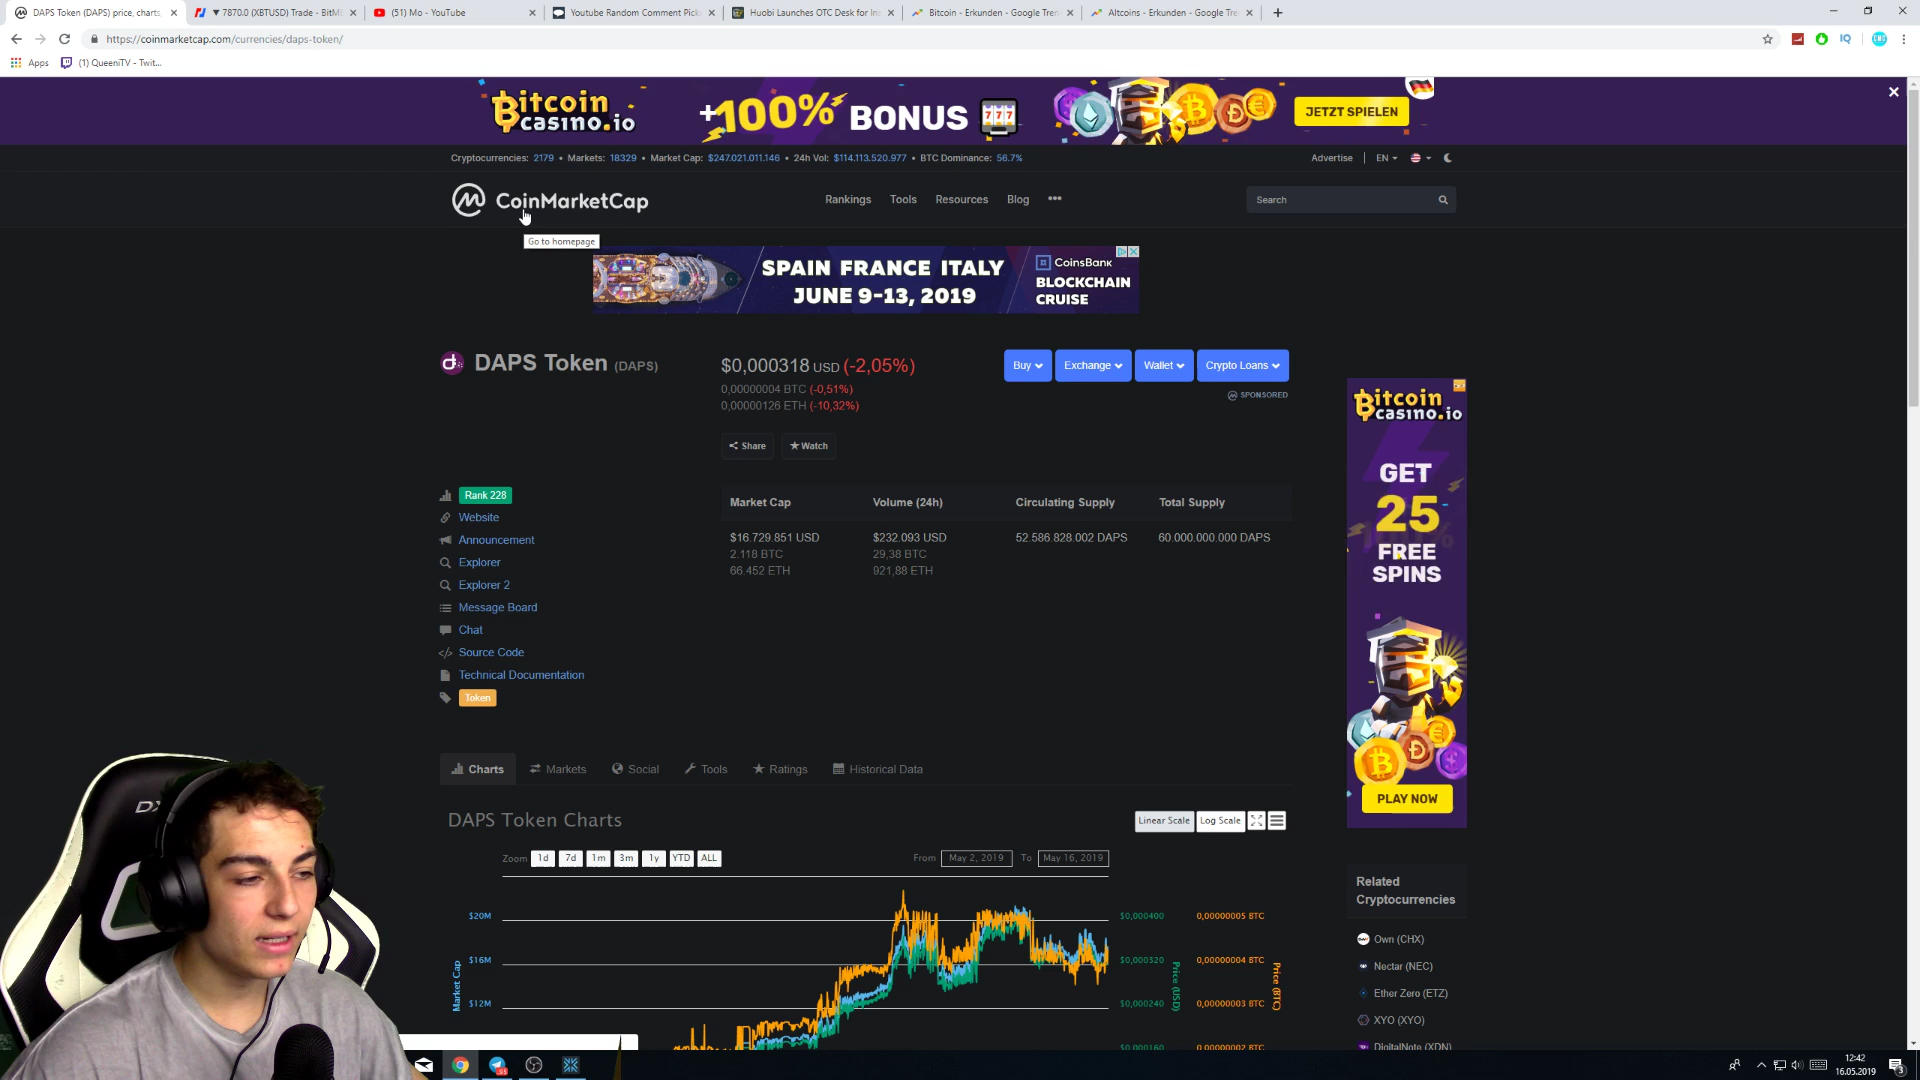 DAPS Token (DAPS) price, charts,
▼ 7870.0 (XBTUSD) Trade - BitME
(51) Mo - YouTube
Youtube Random Comment Picke
Huobi Launches OTC Desk for Ins
Bitcoin - Erkunden - Google Tren
Altcoins - Erkunden - Google Tre
https://coinmarketcap.com/currencies/daps-token/
IQ
Apps
(1) QueeniTV - Twit...
Bitcoin
casino.io
+100% BONUS
777
JETZT SPIELEN
Cryptocurrencies: 2179 • Markets: 18329 • Market Cap: $247.021.011.146 • 24h Vol: $114.113.520.977 • BTC Dominance: 56.7%
Advertise
EN
CoinMarketCap
Rankings
Tools
Resources
Blog
Search
Go to homepage
SPAIN FRANCE ITALY
JUNE 9-13, 2019
COINSBANK
BLOCKCHAIN
CRUISE
DAPS Token (DAPS)
$0,000318 USD (-2,05%)
0,00000004 BTC (-0,51%)
0,00000126 ETH (-10,32%)
Buy
Exchange
Wallet
Crypto Loans
SPONSORED
Share
Watch
Rank 228
Website
Announcement
Explorer
Explorer 2
Message Board
Chat
Source Code
Technical Documentation
Token
Market Cap
Volume (24h)
Circulating Supply
Total Supply
$16.729.851 USD
$232.093 USD
52.586.828.002 DAPS
60.000.000.000 DAPS
2.118 BTC
29,38 BTC
66.452 ETH
921,88 ETH
Bitcoin
casino.io
GET
25
FREE
SPINS
PLAY NOW
Charts
Markets
Social
Tools
Ratings
Historical Data
DAPS Token Charts
Linear Scale
Log Scale
Zoom 1d 7d 1m 3m 1y YTD ALL
From May 2, 2019 To May 16, 2019
$20M
$16M
$12M
Market Cap
$0,000400
$0,000320
$0,000240
$0,000160
Price (USD)
0,00000005 BTC
0,00000004 BTC
0,00000003 BTC
0,00000002 BTC
Price (BTC)
Related
Cryptocurrencies
Own (CHX)
Nectar (NEC)
Ether Zero (ETZ)
XYO (XYO)
DigitalNote (XDN)
DX
12:42
16.05.2019
3